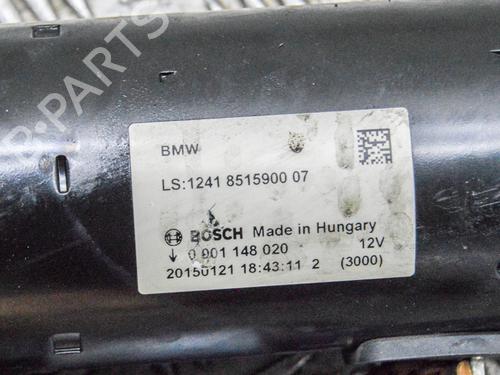 BMW
LS:1241 8515900 07
BOSCH Made in Hungary
↓ 0 001 148 020 12V
20150121 18:43:11 2 (3000)